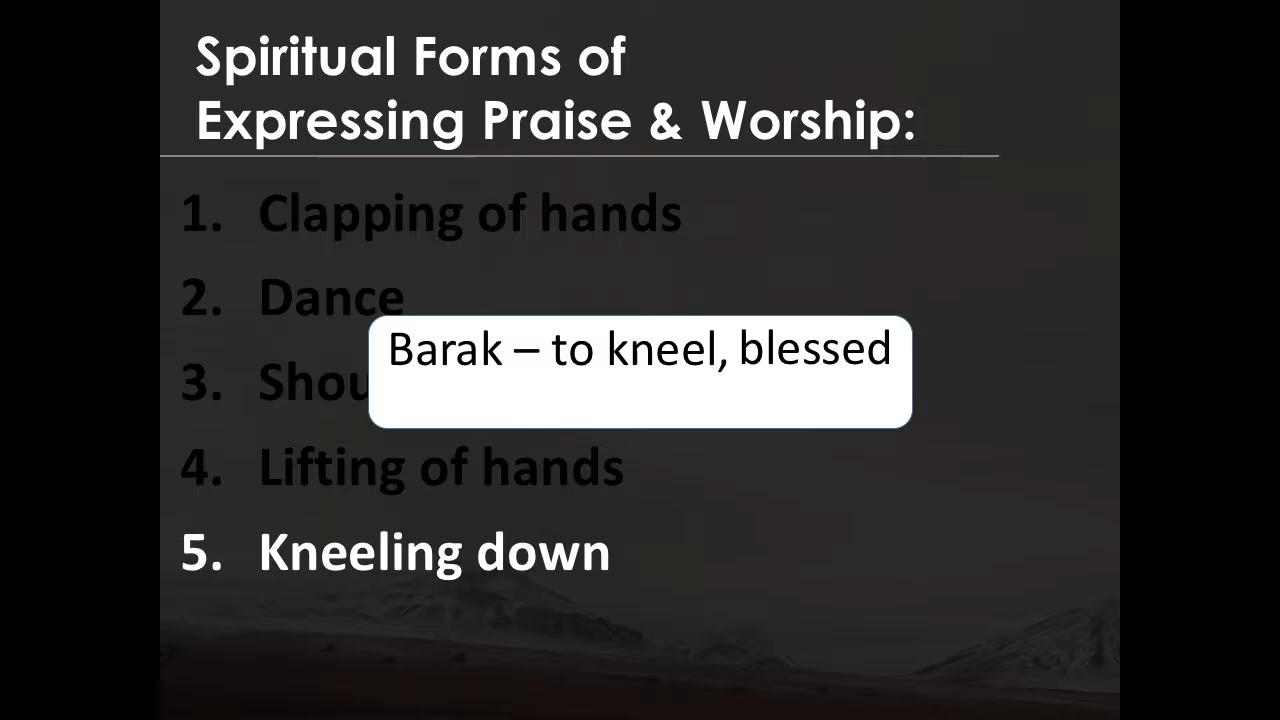 Spiritual Forms of
Expressing Praise & Worship:
1. Clapping of hands
2. Dance
Barak – to kneel, blessed
3.
4. Lifting of hands
5. Kneeling down